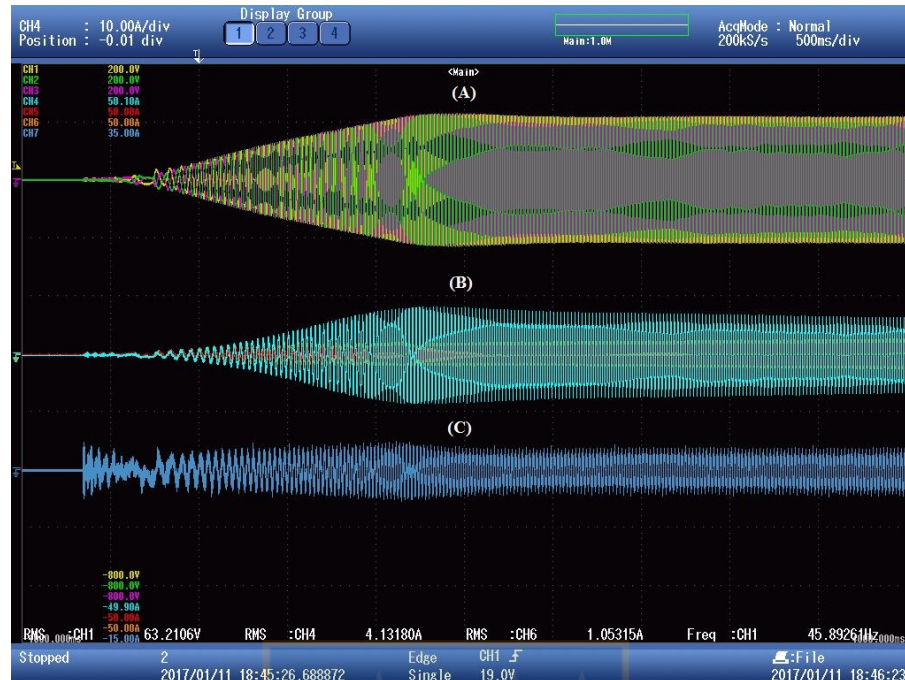 CH4 : 10.00A/div
Position : -0.01 div
Display Group
1 2 3 4
Main:1.0M
AcqMode : Normal
200kS/s 500ms/div
CH1 200.0V
CH2 200.0V
CH3 200.0V
CH4 50.10A
CH5 50.00A
CH6 50.00A
CH7 35.00A
<Main>
(A)
(B)
(C)
-800.0V
-800.0V
-800.0V
-49.90A
-50.00A
-50.00A
-15.00A
RMS :CH1 63.2106V RMS :CH4 4.13180A RMS :CH6 1.05315A Freq :CH1 45.89261Hz
Stopped 2 Edge CH1 :File
2017/01/11 18:45:26.688872 Single 19.0V 2017/01/11 18:46:23